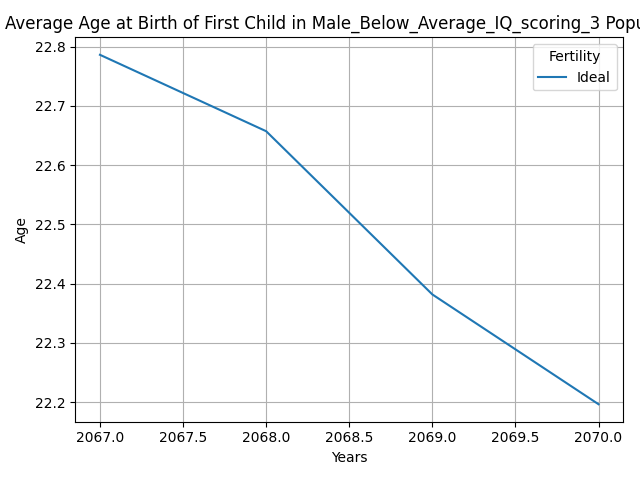 Average Age at Birth of First Child in Male_Below_Average_IQ_scoring_3
Fertility
Ideal
Age
22.8
22.7
22.6
22.5
22.4
22.3
22.2
2067.0 2067.5 2068.0 2068.5 2069.0 2069.5 2070.0
Years